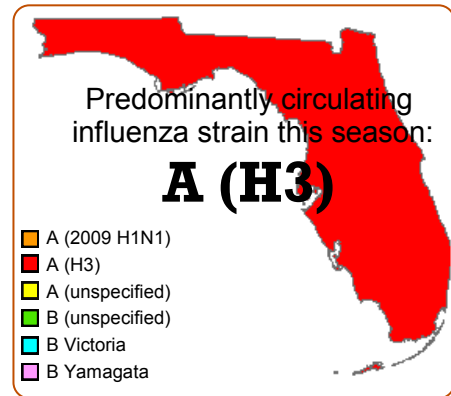 Predominantly circulating
influenza strain this season:
A (H3)
A (2009 H1N1)
A (H3)
A (unspecified)
B (unspecified)
B Victoria
B Yamagata